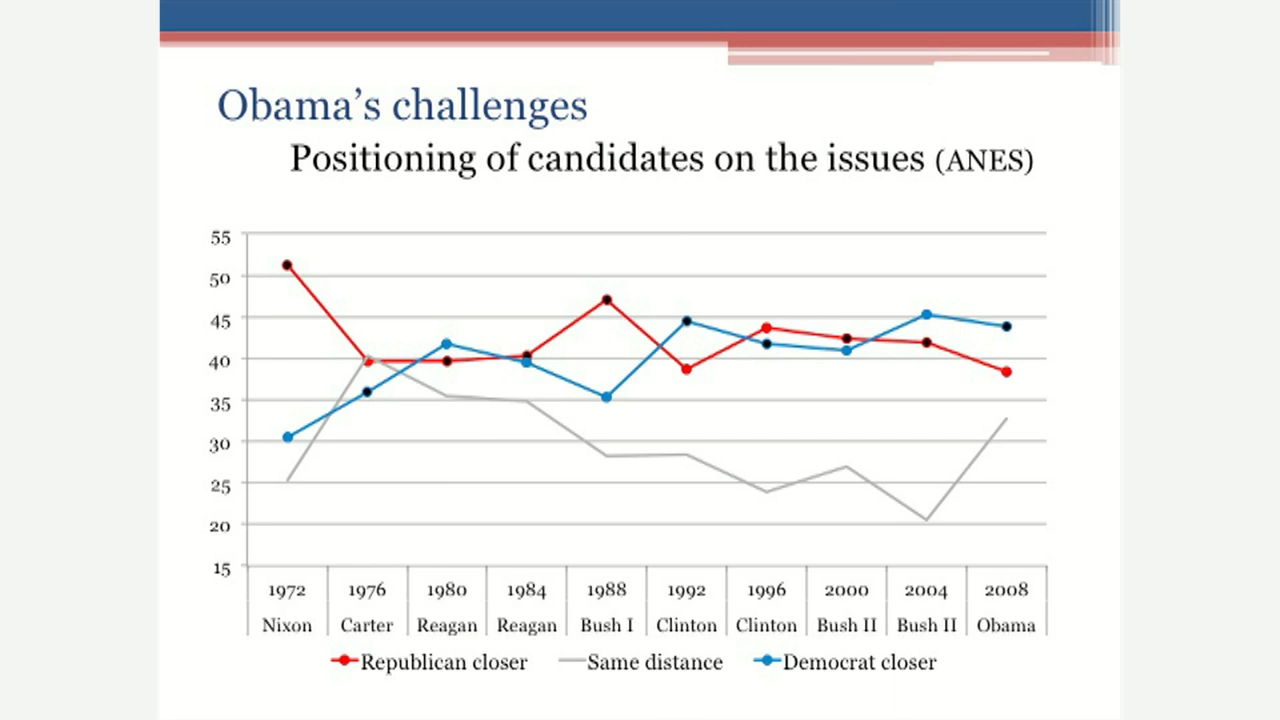 Obama’s challenges
Positioning of candidates on the issues (ANES)
55
50
45
40
35
30
25
20
15
1972 1976 1980 1984 1988 1992 1996 2000 2004 2008
Nixon Carter Reagan Reagan Bush I Clinton Clinton Bush II Bush II Obama
Republican closer Same distance Democrat closer